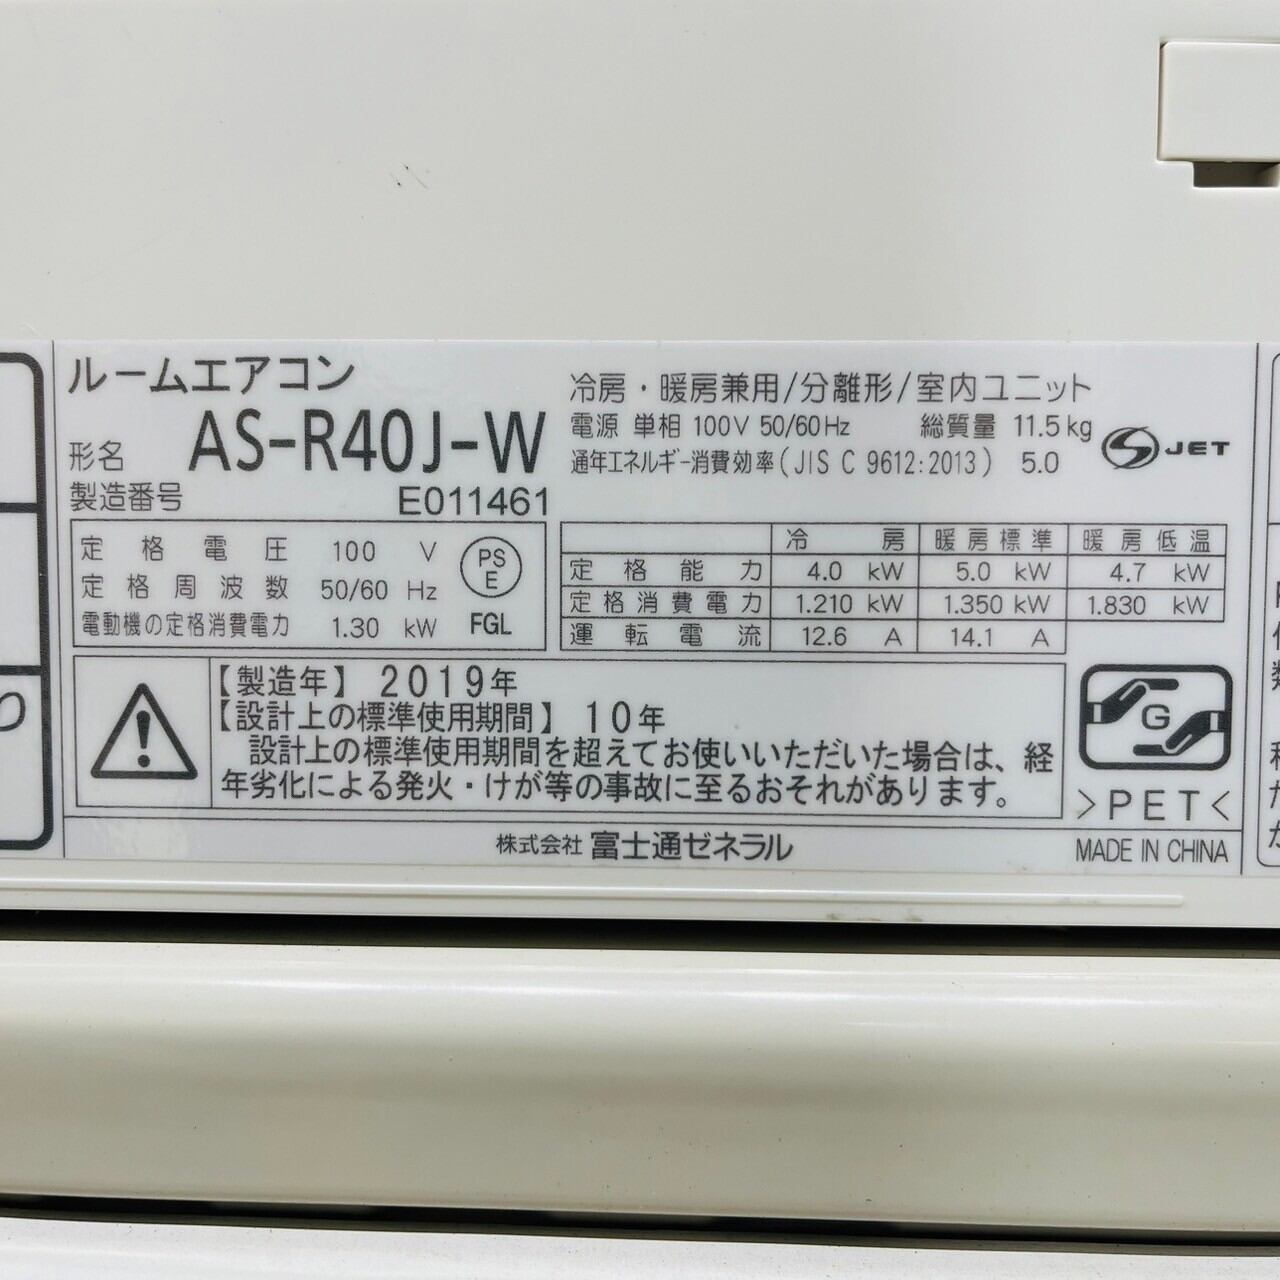 ルームエアコン
形名 AS-R40J-W
製造番号 E011461
冷房・暖房兼用/分離形/室内ユニット
電源 単相 100V 50/60Hz 総質量 11.5kg
通年エネルギー消費効率(JIS C 9612:2013) 5.0
S JET
定格電圧 100 V
定格周波数 50/60 Hz
電動機の定格消費電力 1.30 kW
PS
E
FGL
冷房 暖房標準 暖房低温
定格能力 4.0 kW 5.0 kW 4.7 kW
定格消費電力 1.210 kW 1.350 kW 1.830 kW
運転電流 12.6 A 14.1 A
【製造年】 2019年
【設計上の標準使用期間】 10年
設計上の標準使用期間を超えてお使いいただいた場合は、経
年劣化による発火・けが等の事故に至るおそれがあります。
G
>PET<
株式会社 富士通ゼネラル
MADE IN CHINA